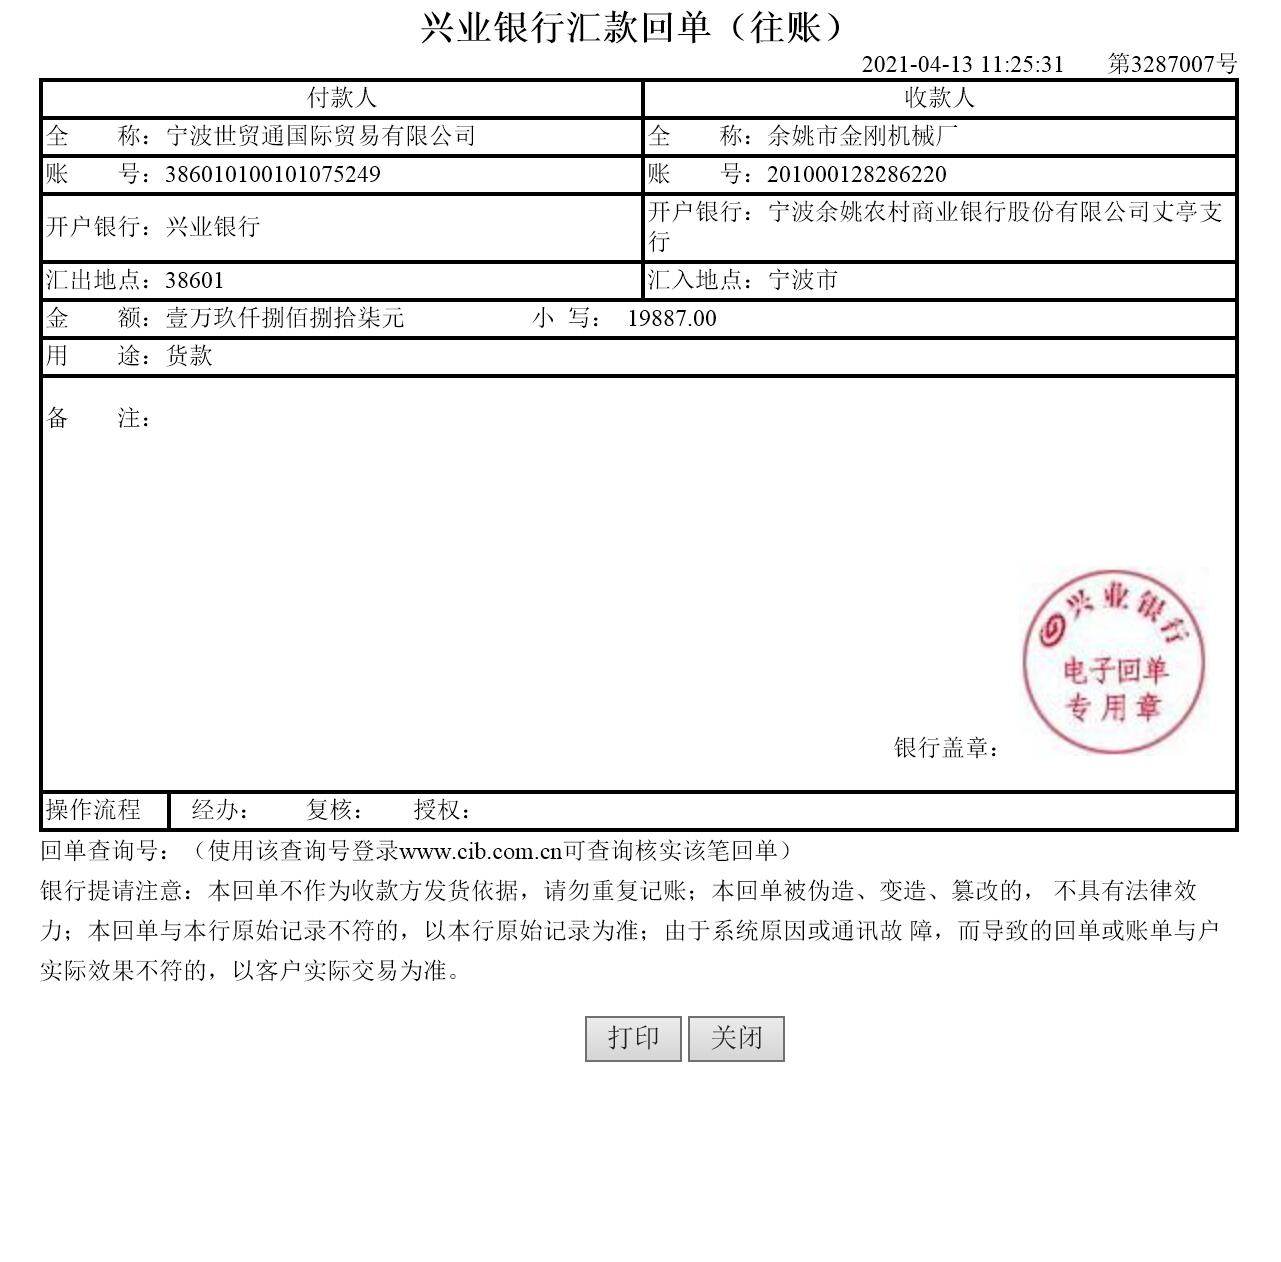 兴业银行汇款回单（往账）
2021-04-13 11:25:31 第3287007号
付款人 收款人
全 称：宁波世贸通国际贸易有限公司 全 称：余姚市金刚机械厂
账 号：386010100101075249 账 号：201000128286220
开户银行：兴业银行 开户银行：宁波余姚农村商业银行股份有限公司丈亭支
行
汇出地点：38601 汇入地点：宁波市
金 额：壹万玖仟捌佰捌拾柒元 小 写： 19887.00
用 途：货款
备 注：
兴业银行
电子回单
专用章
银行盖章：
操作流程 经办： 复核： 授权：
回单查询号：（使用该查询号登录www.cib.com.cn可查询核实该笔回单）
银行提请注意：本回单不作为收款方发货依据，请勿重复记账；本回单被伪造、变造、篡改的， 不具有法律效
力；本回单与本行原始记录不符的，以本行原始记录为准；由于系统原因或通讯故 障，而导致的回单或账单与户
实际效果不符的，以客户实际交易为准。
打印 关闭